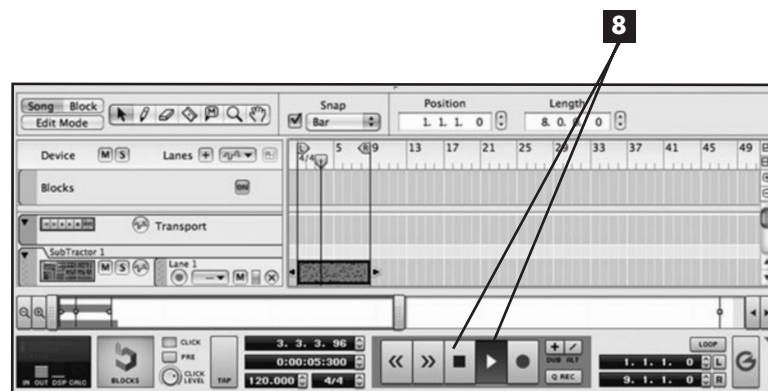 8
Song Block
Edit Mode
M
Snap
Bar
Position
1. 1. 1. 0
Length
8. 0. 0. 0
Device M S Lanes +
L 5 R 9 13 17 21 25 29 33 37 41 45 49
4/4
Blocks ON
Transport
SubTractor 1
M S Lane 1
M
IN OUT DSP CALC
BLOCKS
CLICK
PRE
CLICK LEVEL
TAP
3. 3. 3. 96
0:00:05:300
120.000 4/4
DUB ALT
Q REC
LOOP
1. 1. 1. 0 L
9. 1. 1. 0 R